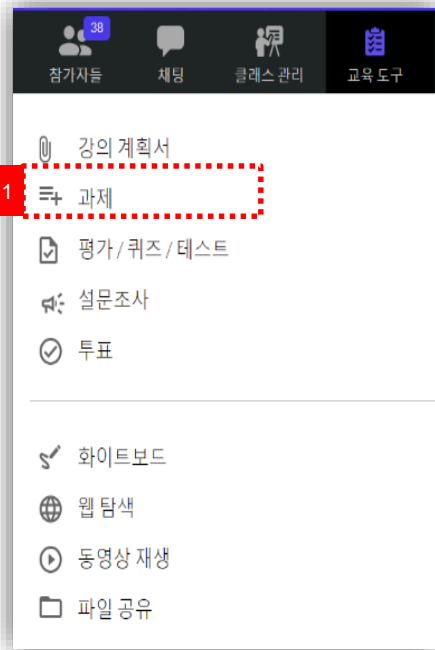 38
참가자들 채팅 클래스 관리 교육 도구
강의 계획서
1 과제
평가 / 퀴즈 / 테스트
설문조사
투표
화이트보드
웹 탐색
동영상 재생
파일 공유